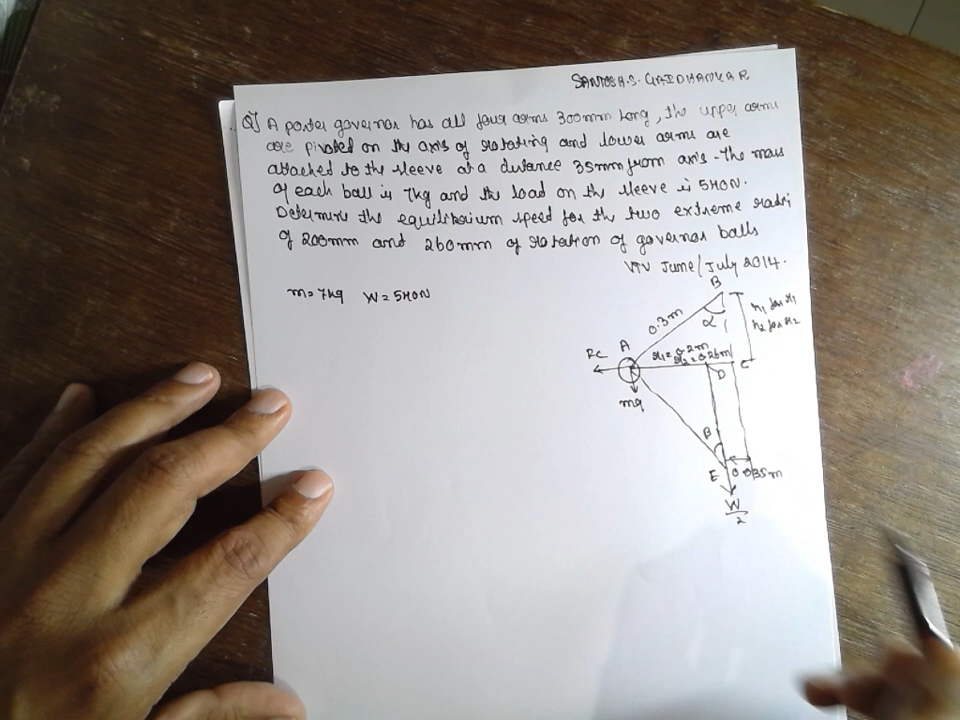 SANTOSH.S. GAIDHANKAR
Q] A porter governor has all four arms 300mm long, the upper arms
are pivoted on the axis of rotating and lower arms are
attached to the sleeve at a distance 35mm from axis. The mass
of each ball is 7kg and the load on the sleeve is 540N.
Determine the equilibrium speed for the two extreme radii
of 200mm and 260mm of rotation of governor balls
VTU June/July 2014.
m=7kg W=540N
B
0.3m
α
h1 for r1
h2 for r2
Fc
A
r1=0.2m
r2=0.26m
C
D
mg
β
E
0.035m
W
2